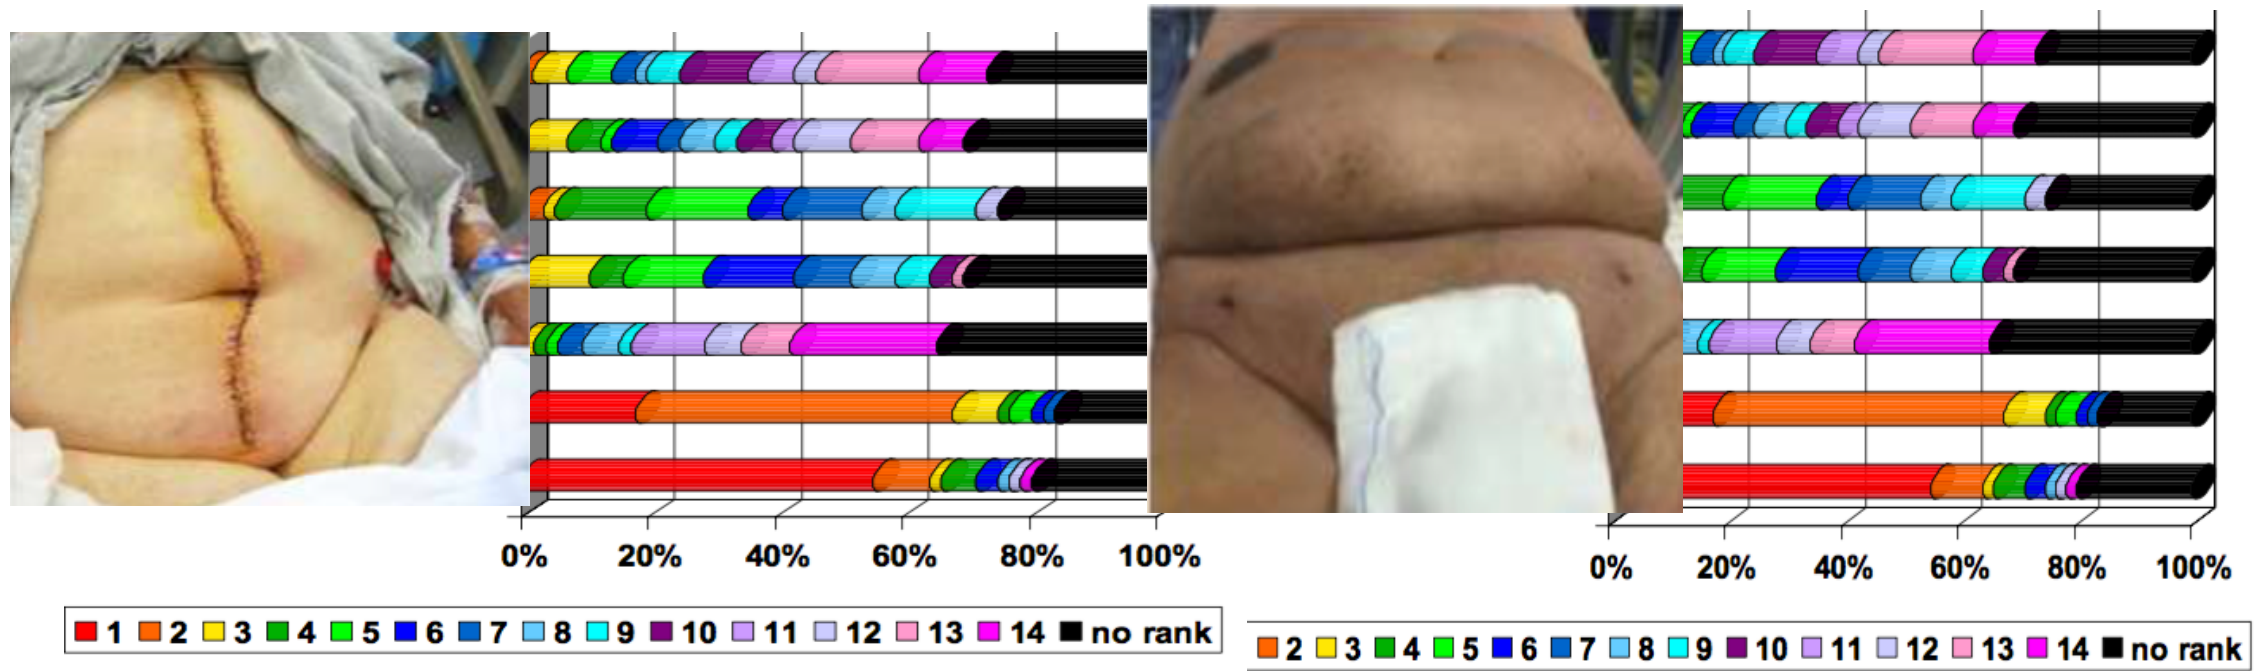 0% 20% 40% 60% 80% 100%
1 2 3 4 5 6 7 8 9 10 11 12 13 14 no rank
0% 20% 40% 60% 80% 100%
2 3 4 5 6 7 8 9 10 11 12 13 14 no rank